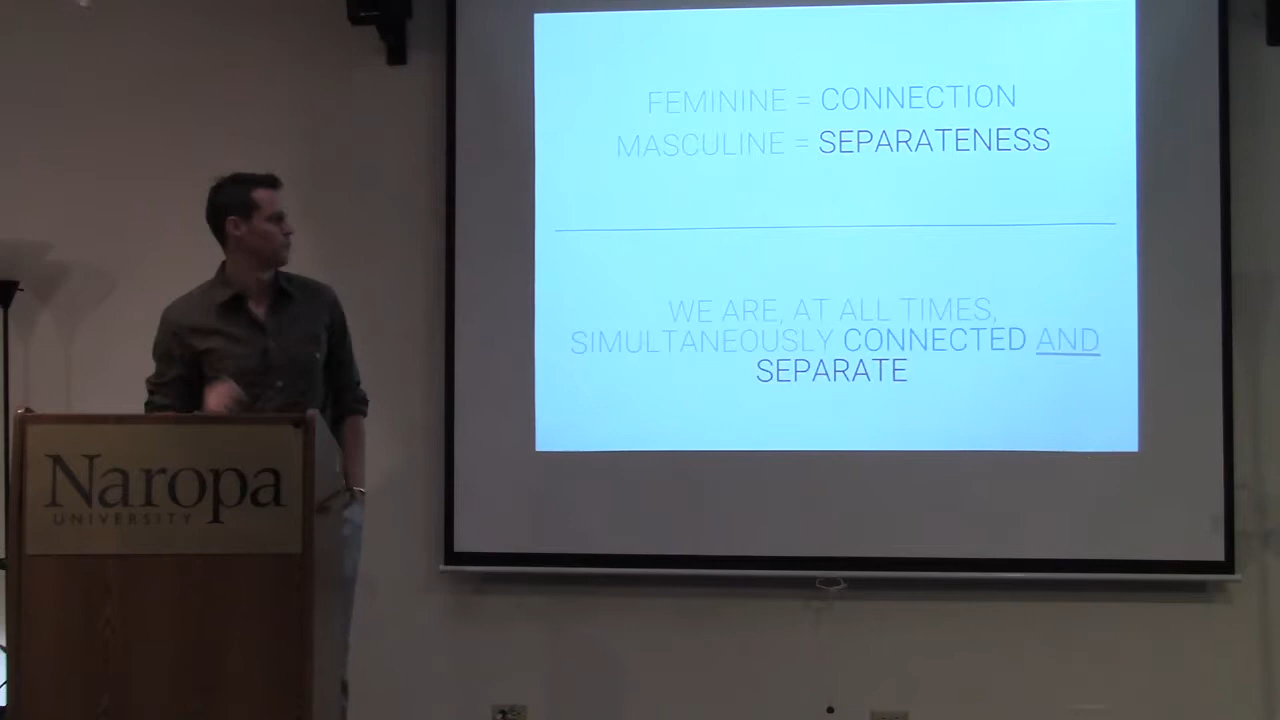 FEMININE = CONNECTION
MASCULINE = SEPARATENESS
WE ARE, AT ALL TIMES,
SIMULTANEOUSLY CONNECTED AND
SEPARATE
Naropa
UNIVERSITY